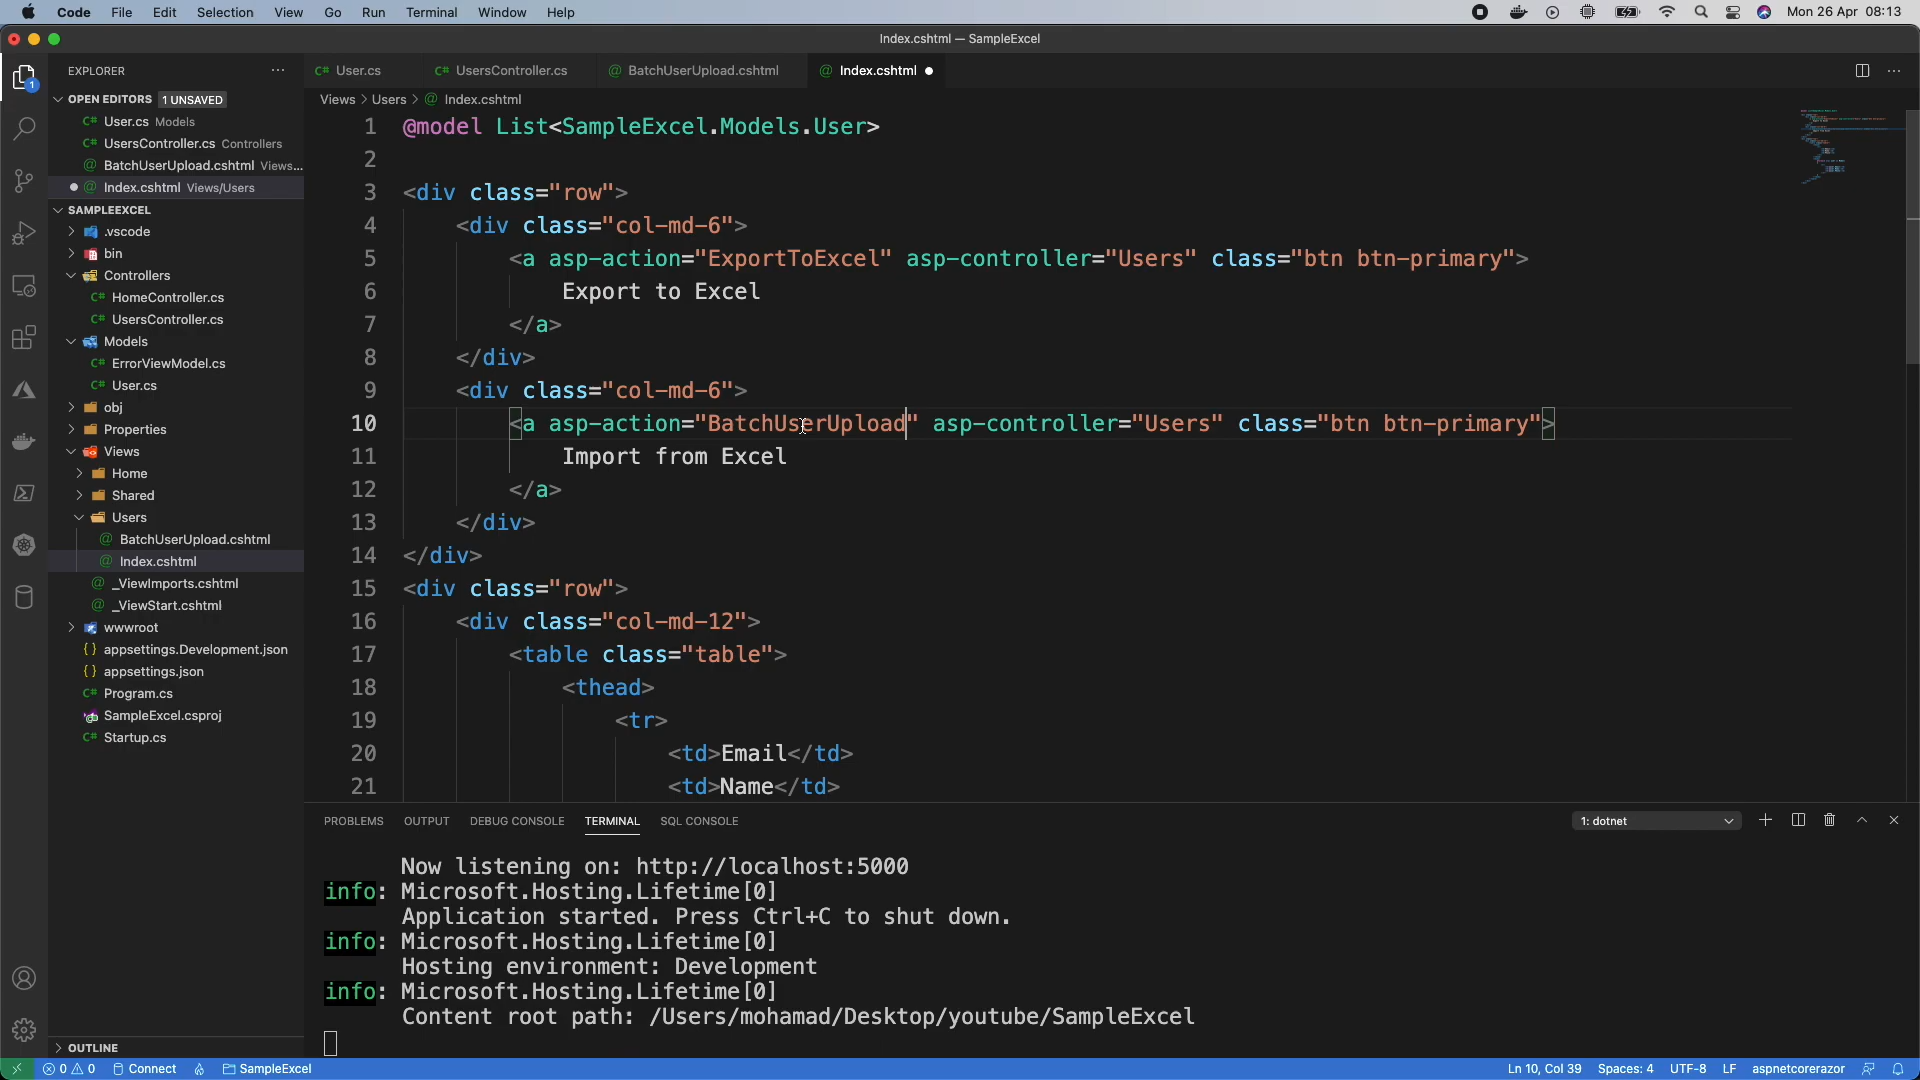 Code File Edit Selection View Go Run Terminal Window Help Mon 26 Apr 08:13
Index.cshtml — SampleExcel
EXPLORER
OPEN EDITORS 1 UNSAVED
User.cs Models
UsersController.cs Controllers
BatchUserUpload.cshtml Views...
Index.cshtml Views/Users
SAMPLEEXCEL
.vscode
bin
Controllers
HomeController.cs
UsersController.cs
Models
ErrorViewModel.cs
User.cs
obj
Properties
Views
Home
Shared
Users
BatchUserUpload.cshtml
Index.cshtml
_ViewImports.cshtml
_ViewStart.cshtml
wwwroot
appsettings.Development.json
appsettings.json
Program.cs
SampleExcel.csproj
Startup.cs
OUTLINE
User.cs UsersController.cs BatchUserUpload.cshtml Index.cshtml
Views > Users > Index.cshtml
1 @model List<SampleExcel.Models.User>
2
3 <div class="row">
4 <div class="col-md-6">
5 <a asp-action="ExportToExcel" asp-controller="Users" class="btn btn-primary">
6 Export to Excel
7 </a>
8 </div>
9 <div class="col-md-6">
10 <a asp-action="BatchUserUpload" asp-controller="Users" class="btn btn-primary">
11 Import from Excel
12 </a>
13 </div>
14 </div>
15 <div class="row">
16 <div class="col-md-12">
17 <table class="table">
18 <thead>
19 <tr>
20 <td>Email</td>
21 <td>Name</td>
PROBLEMS OUTPUT DEBUG CONSOLE TERMINAL SQL CONSOLE 1: dotnet
Now listening on: http://localhost:5000
info: Microsoft.Hosting.Lifetime[0]
Application started. Press Ctrl+C to shut down.
info: Microsoft.Hosting.Lifetime[0]
Hosting environment: Development
info: Microsoft.Hosting.Lifetime[0]
Content root path: /Users/mohamad/Desktop/youtube/SampleExcel
0 0 Connect SampleExcel Ln 10, Col 39 Spaces: 4 UTF-8 LF aspnetcorerazor